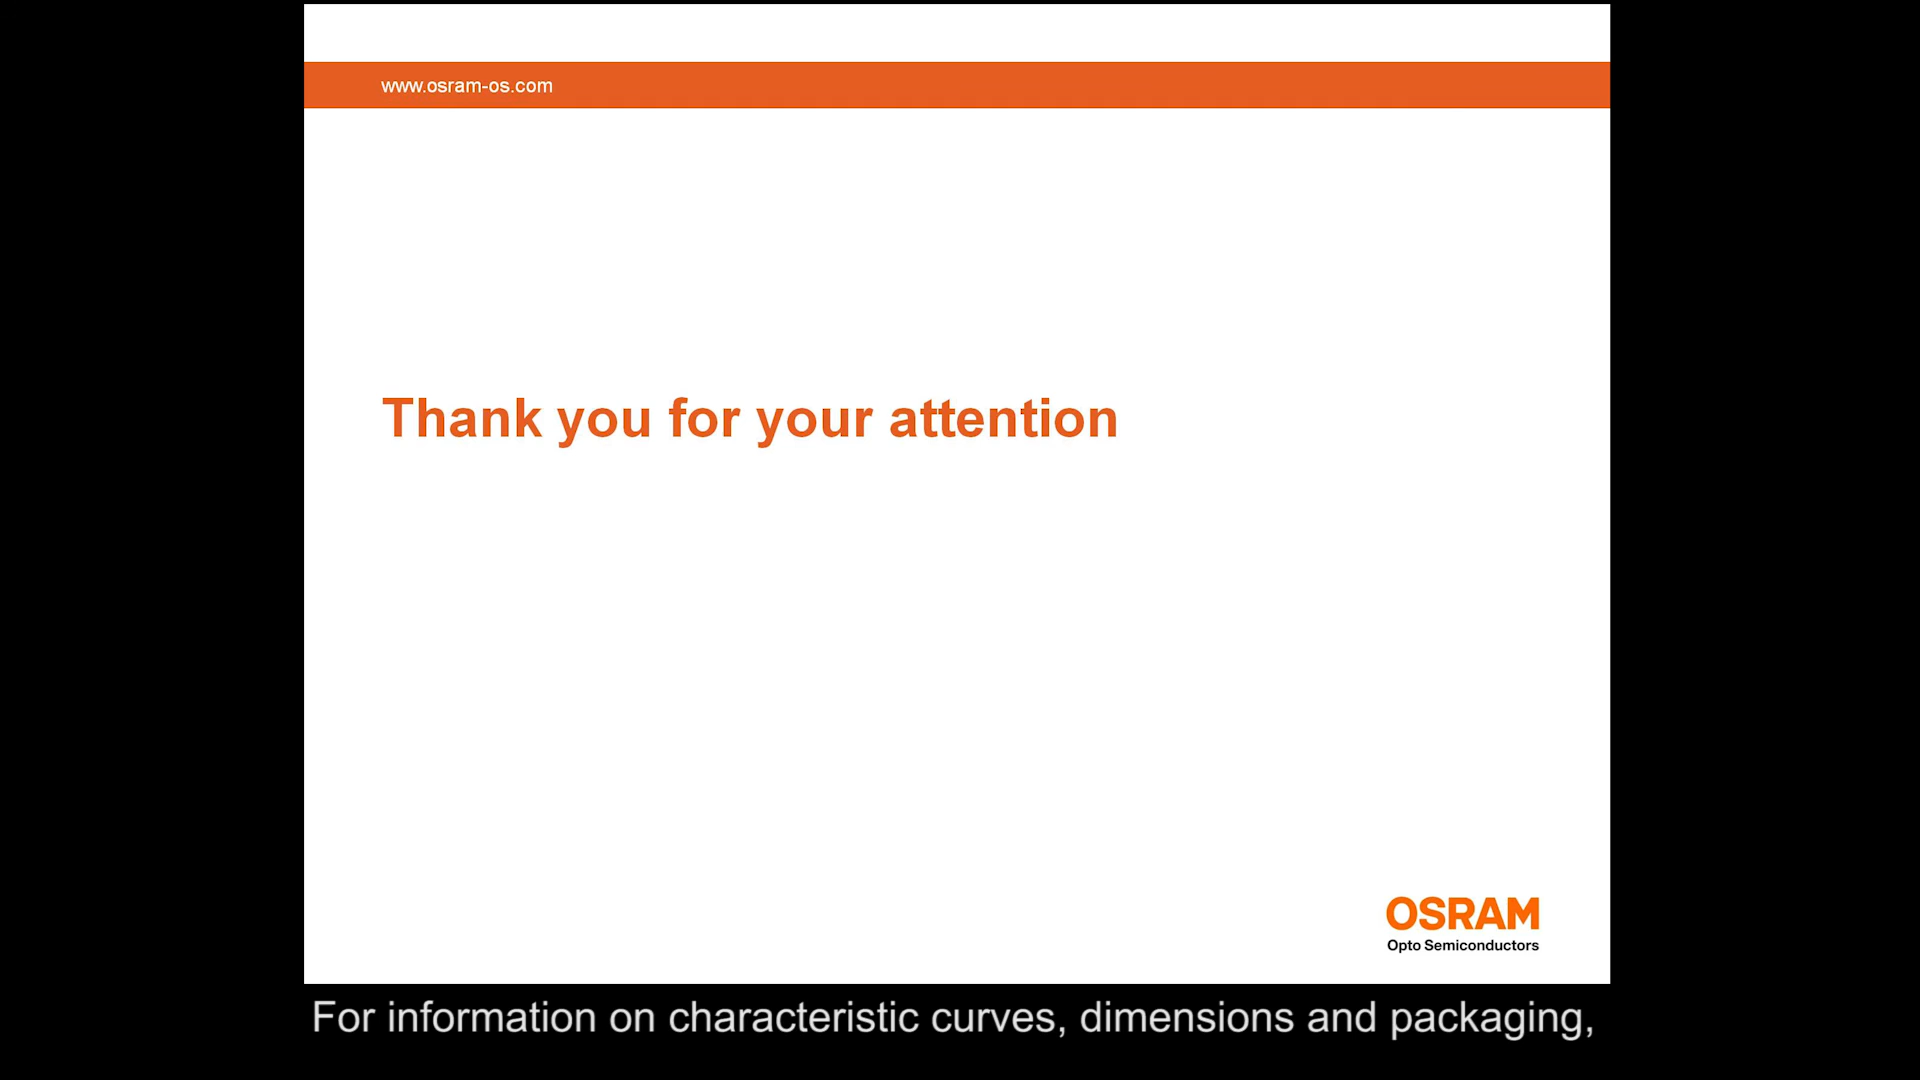 www.osram-os.com
Thank you for your attention
OSRAM
Opto Semiconductors
For information on characteristic curves, dimensions and packaging,